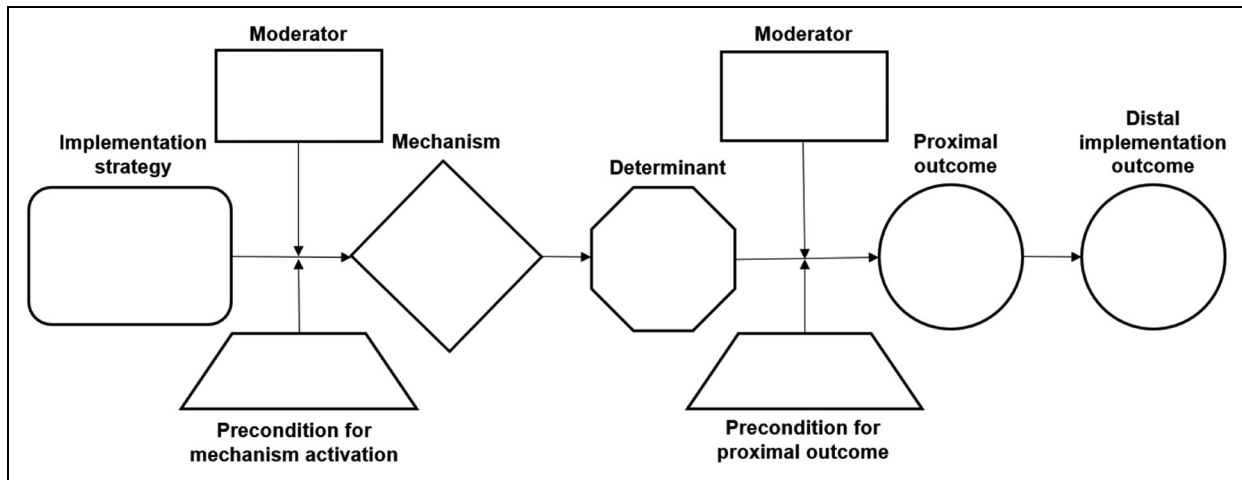 Moderator
Moderator
Implementation
strategy
Mechanism
Determinant
Proximal
outcome
Distal
implementation
outcome
Precondition for
mechanism activation
Precondition for
proximal outcome